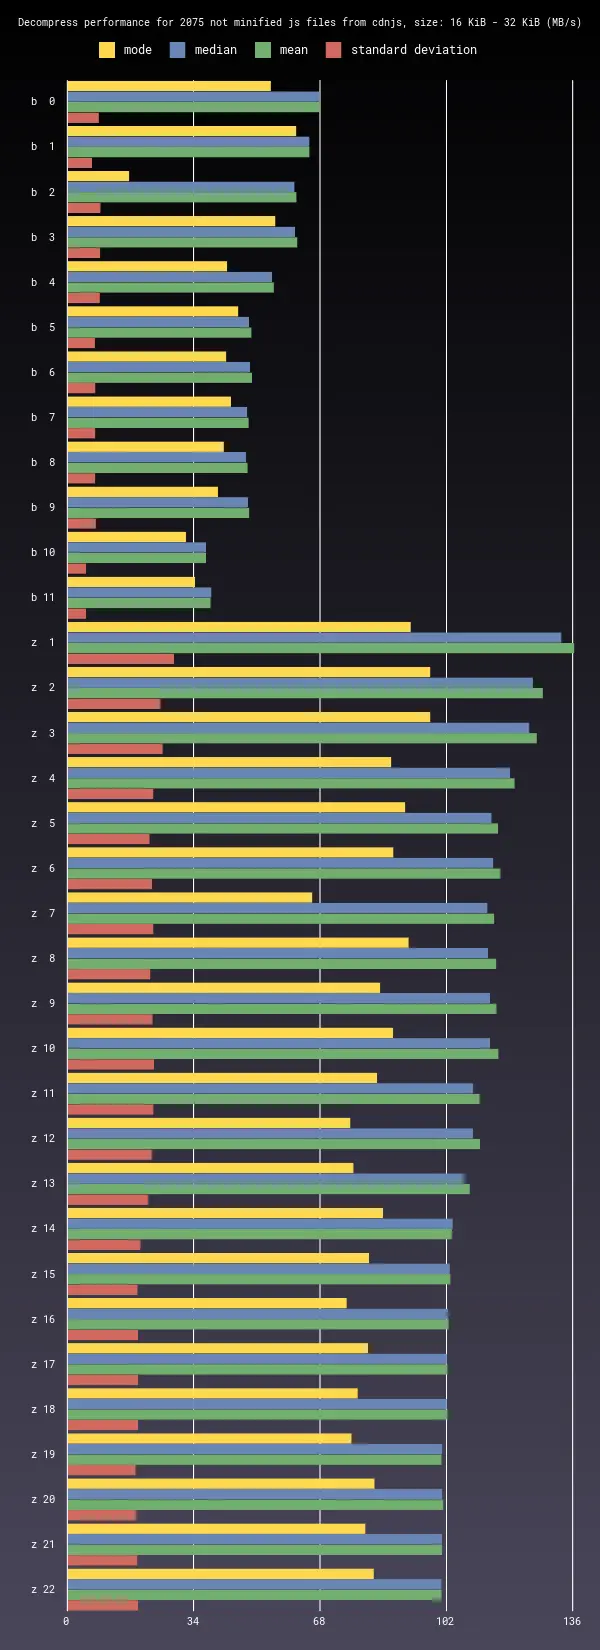 Decompress performance for 2075 not minified js files from cdnjs, size: 16 KiB - 32 KiB (MB/s)
mode median mean standard deviation
b 0
b 1
b 2
b 3
b 4
b 5
b 6
b 7
b 8
b 9
b 10
b 11
z 1
z 2
z 3
z 4
z 5
z 6
z 7
z 8
z 9
z 10
z 11
z 12
z 13
z 14
z 15
z 16
z 17
z 18
z 19
z 20
z 21
z 22
0 34 68 102 136